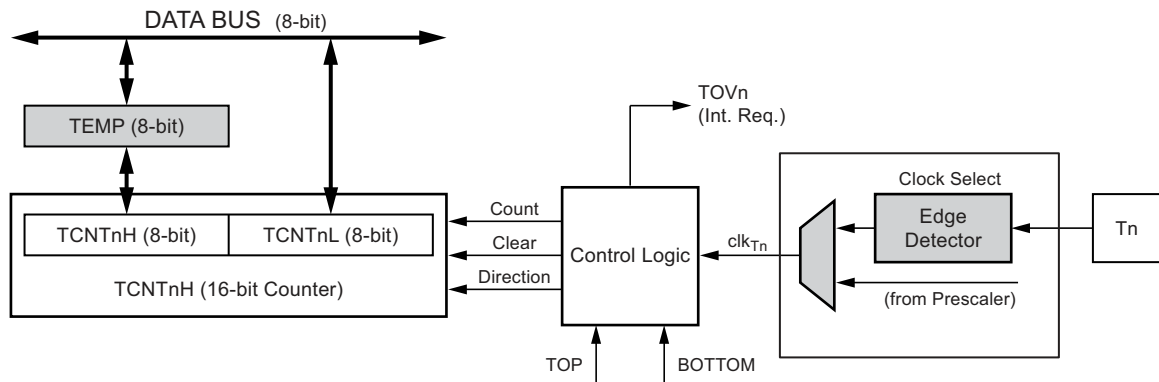 DATA BUS (8-bit)
TEMP (8-bit)
TCNTnH (8-bit)
TCNTnL (8-bit)
TCNTnH (16-bit Counter)
Count
Clear
Direction
TOVn
(Int. Req.)
Control Logic
TOP
BOTTOM
clkTn
Clock Select
Edge
Detector
(from Prescaler)
Tn